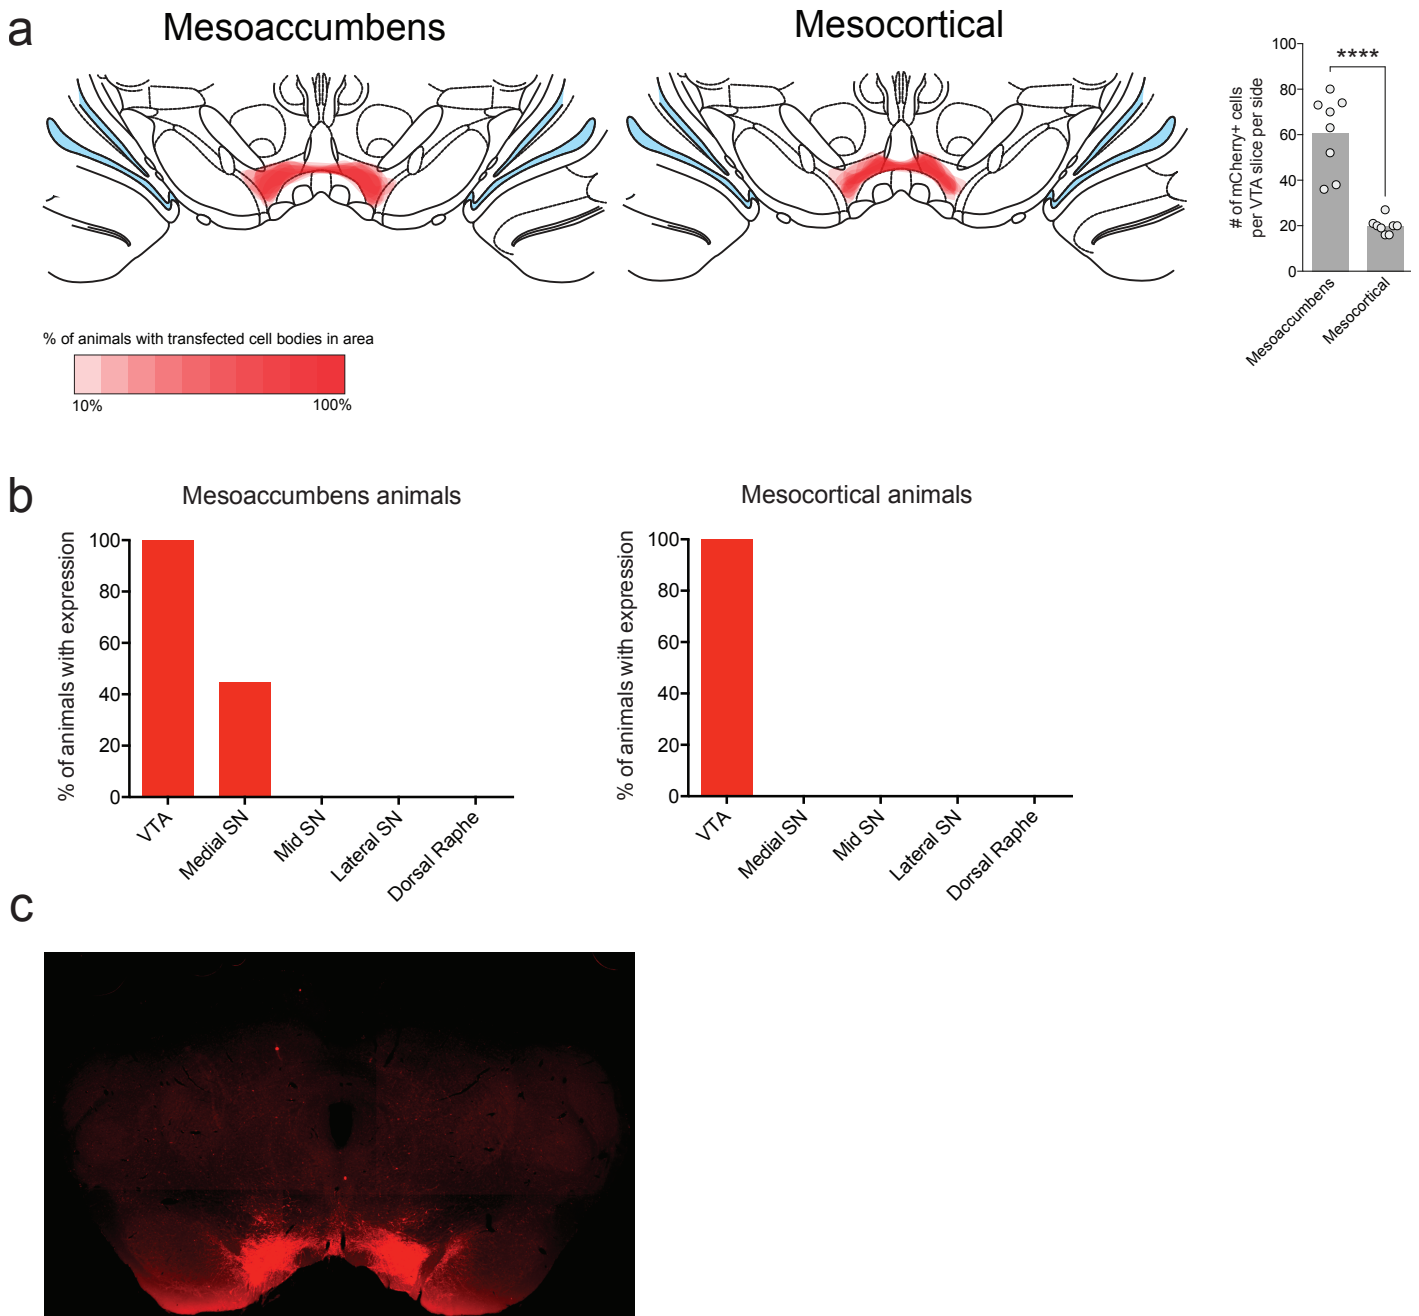 a
Mesoaccumbens
Mesocortical
****
# of mCherry+ cells
per VTA slice per side
100
80
60
40
20
0
Mesoaccumbens
Mesocortical
% of animals with transfected cell bodies in area
10%
100%
b
Mesoaccumbens animals
% of animals with expression
100
80
60
40
20
0
VTA
Medial SN
Mid SN
Lateral SN
Dorsal Raphe
Mesocortical animals
% of animals with expression
100
80
60
40
20
0
VTA
Medial SN
Mid SN
Lateral SN
Dorsal Raphe
c